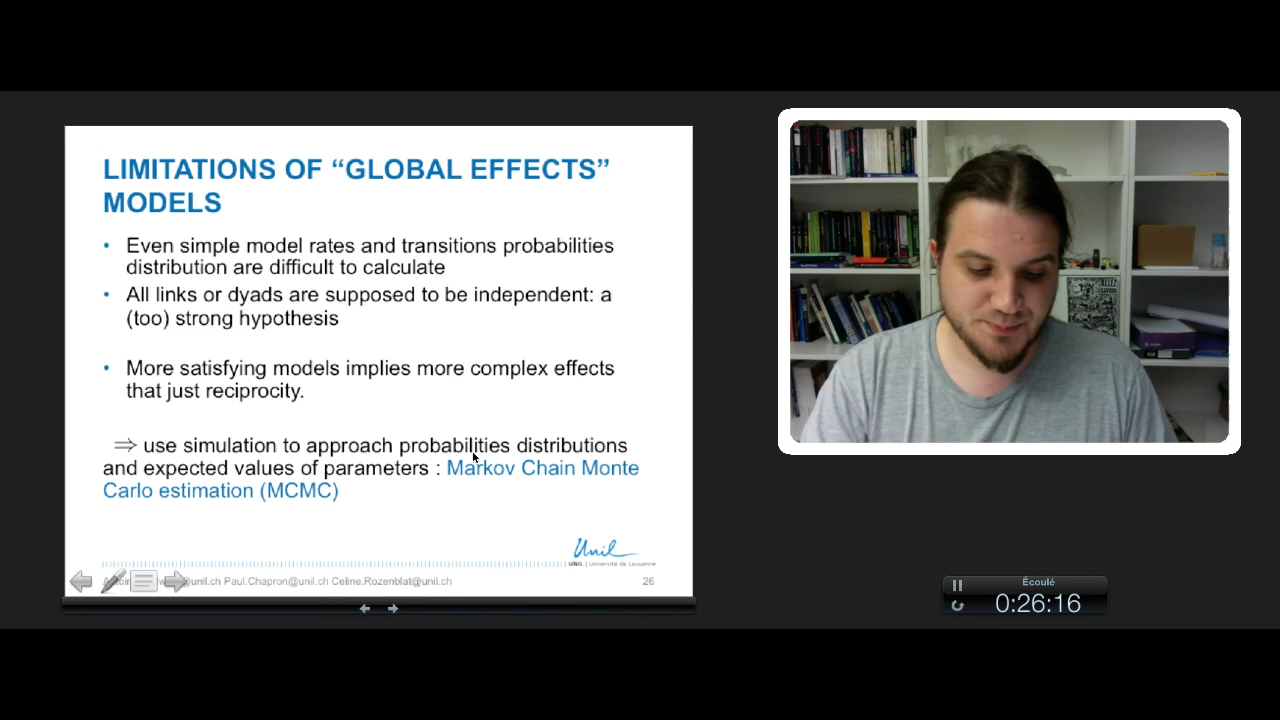 LIMITATIONS OF “GLOBAL EFFECTS”
MODELS
• Even simple model rates and transitions probabilities
distribution are difficult to calculate
• All links or dyads are supposed to be independent: a
(too) strong hypothesis
• More satisfying models implies more complex effects
that just reciprocity.
⇒ use simulation to approach probabilities distributions
and expected values of parameters : Markov Chain Monte
Carlo estimation (MCMC)
Unil
UNIL | Université de Lausanne
@unil.ch Paul.Chapron@unil.ch Celine.Rozenblat@unil.ch
26
Écoulé
0:26:16